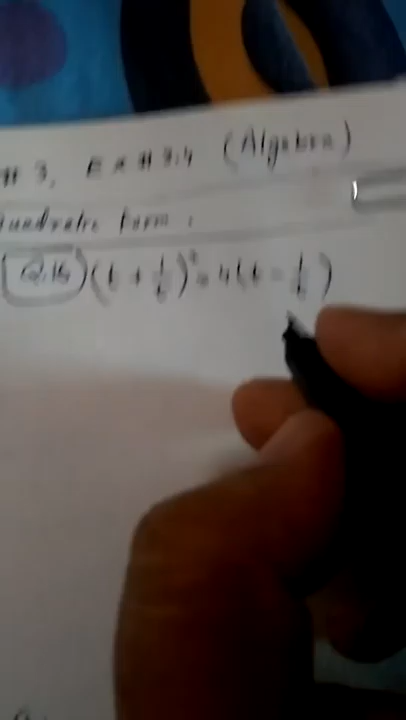 # 3, Ex # 3.4 (Algebra)
Quadratic Form :
Q.16 (t + 1/t)² = 4(t - 1/t)